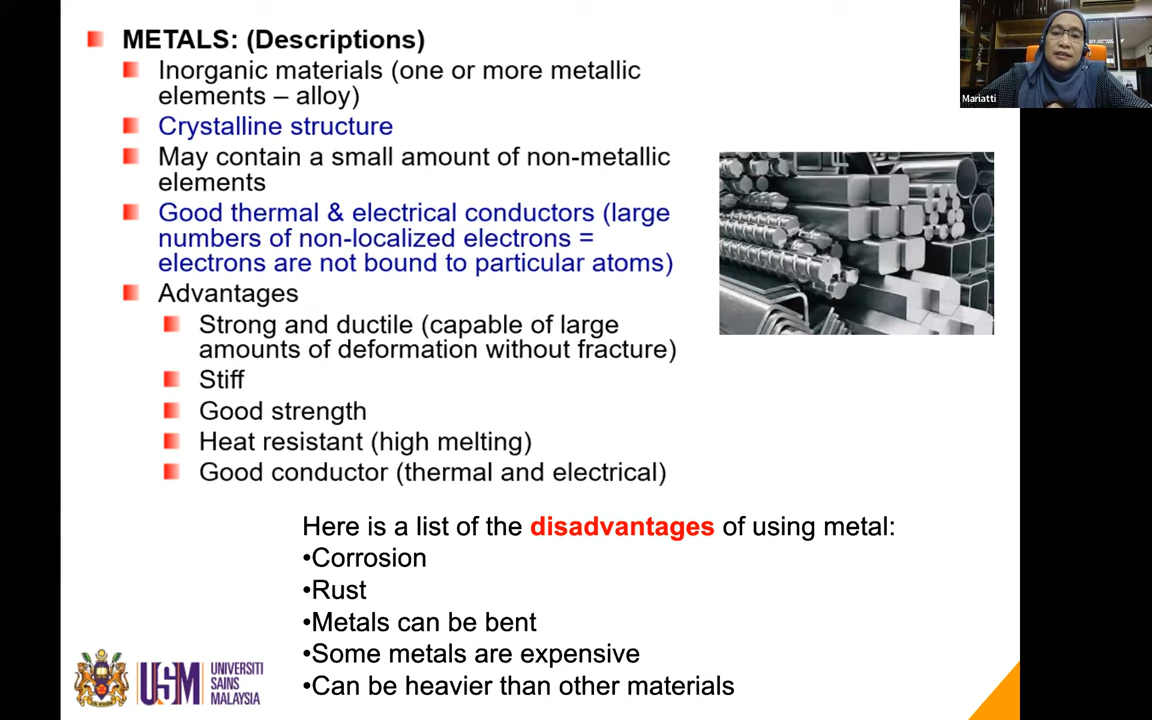 METALS: (Descriptions)
Inorganic materials (one or more metallic
elements – alloy)
Crystalline structure
May contain a small amount of non-metallic
elements
Good thermal & electrical conductors (large
numbers of non-localized electrons =
electrons are not bound to particular atoms)
Advantages
Strong and ductile (capable of large
amounts of deformation without fracture)
Stiff
Good strength
Heat resistant (high melting)
Good conductor (thermal and electrical)
Here is a list of the disadvantages of using metal:
•Corrosion
•Rust
•Metals can be bent
•Some metals are expensive
•Can be heavier than other materials
Mariatti
USM
UNIVERSITI
SAINS
MALAYSIA